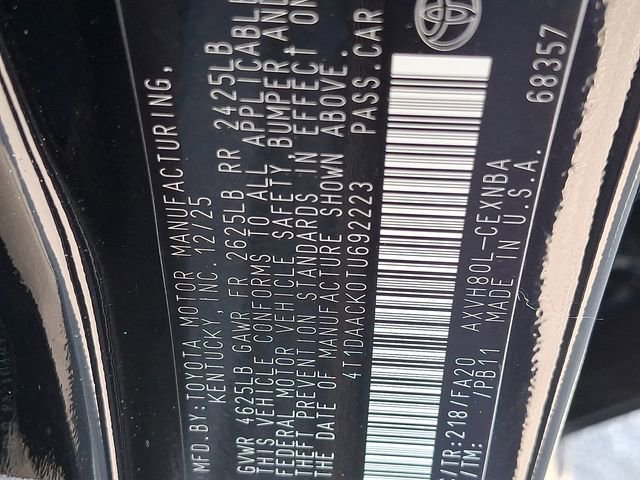 MFD.BY:TOYOTA MOTOR MANUFACTURING,
KENTUCKY, INC 12/25
GVWR 4625LB GAWR FR 2625LB RR 2425LB
THIS VEHICLE CONFORMS TO ALL APPLICABLE
FEDERAL MOTOR VEHICLE SAFETY, BUMPER AND
THEFT PREVENTION STANDARDS IN EFFECT ON
THE DATE OF MANUFACTURE SHOWN ABOVE.
4T1DAACK0TU692223 PASS.CAR
/TR:218 /FA20 AXVH80L-CEXNBA
/TM: /PB11 MADE IN U.S.A. 68357